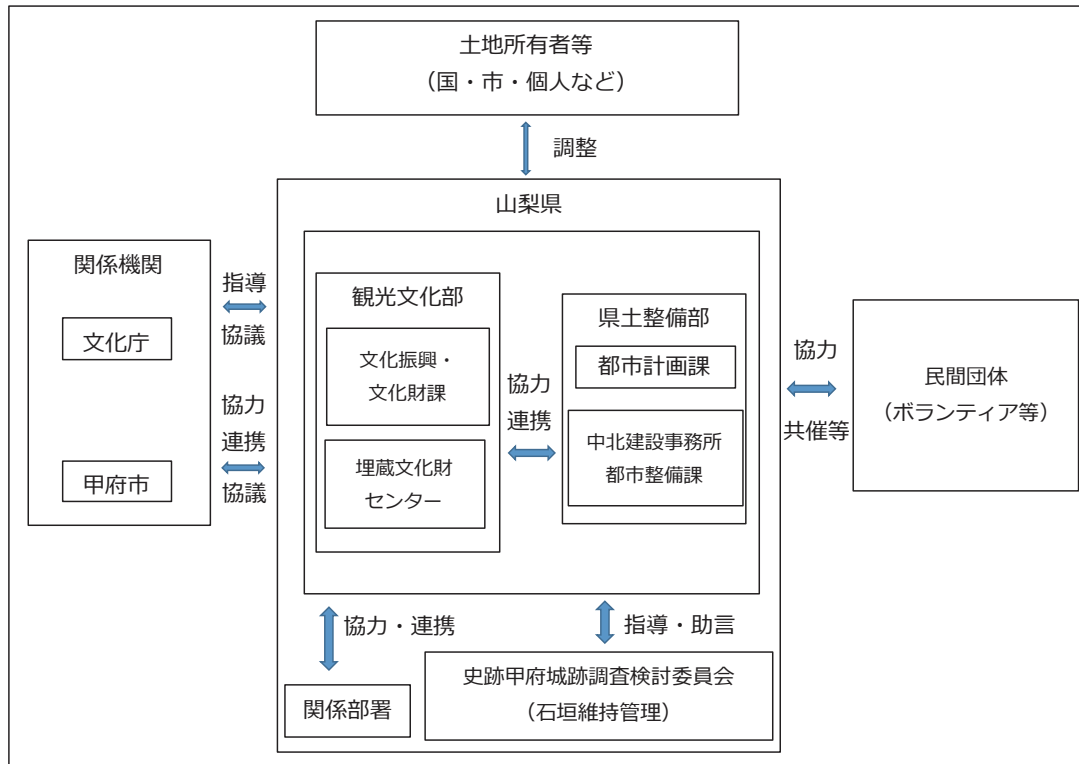 土地所有者等
（国・市・個人など）
調整
山梨県
関係機関
文化庁
甲府市
指導
協議
協力
連携
協議
観光文化部
文化振興・
文化財課
埋蔵文化財
センター
協力
連携
県土整備部
都市計画課
中北建設事務所
都市整備課
協力
共催等
民間団体
（ボランティア等）
協力・連携
指導・助言
関係部署
史跡甲府城跡調査検討委員会
（石垣維持管理）